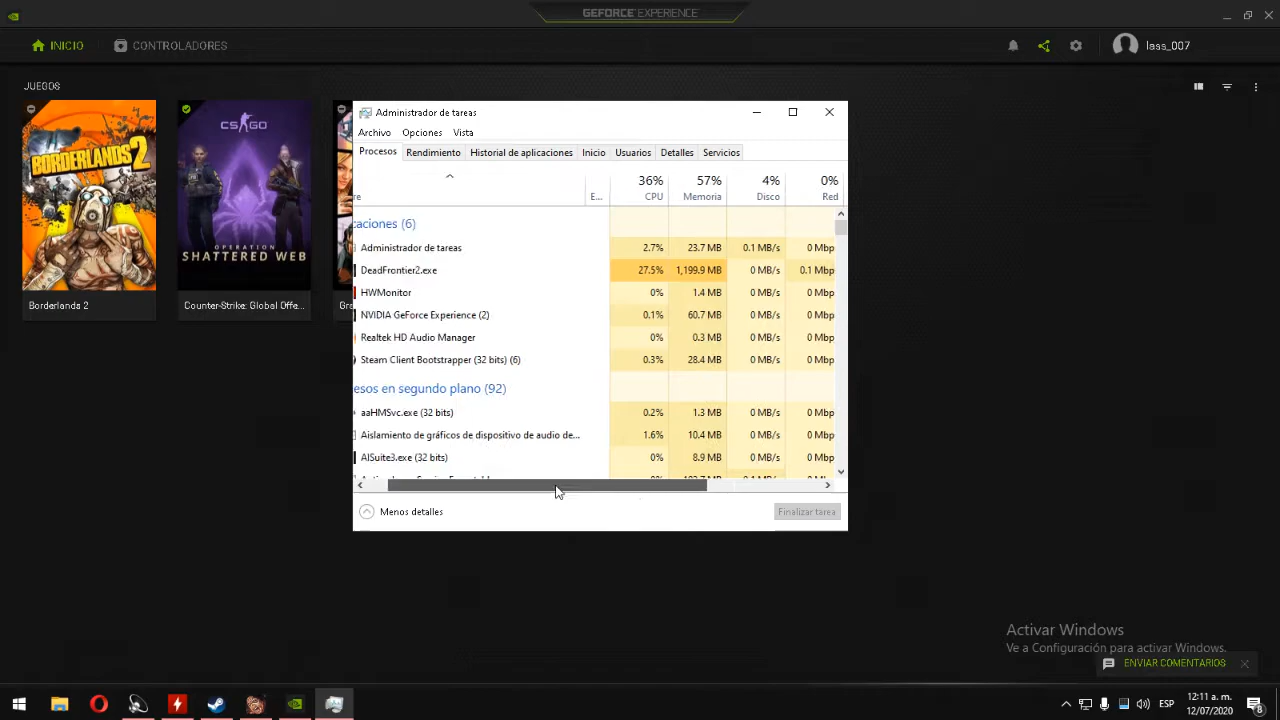 GEFORCE EXPERIENCE
INICIO
CONTROLADORES
lass_007
JUEGOS
BORDERLANDS 2
CS:GO
OPERATION
SHATTERED WEB
Borderlands 2
Counter-Strike: Global Offe...
Gr
Administrador de tareas
Archivo Opciones Vista
Procesos Rendimiento Historial de aplicaciones Inicio Usuarios Detalles Servicios
36% 57% 4% 0%
re E... CPU Memoria Disco Red
caciones (6)
Administrador de tareas 2.7% 23.7 MB 0.1 MB/s 0 Mbp
DeadFrontier2.exe 27.5% 1,199.9 MB 0 MB/s 0.1 Mbp
HWMonitor 0% 1.4 MB 0 MB/s 0 Mbp
NVIDIA GeForce Experience (2) 0.1% 60.7 MB 0 MB/s 0 Mbp
Realtek HD Audio Manager 0% 0.3 MB 0 MB/s 0 Mbp
Steam Client Bootstrapper (32 bits) (6) 0.3% 28.4 MB 0 MB/s 0 Mbp
esos en segundo plano (92)
aaHMSvc.exe (32 bits) 0.2% 1.3 MB 0 MB/s 0 Mbp
Aislamiento de gráficos de dispositivo de audio de... 1.6% 10.4 MB 0 MB/s 0 Mbp
AISuite3.exe (32 bits) 0% 8.9 MB 0 MB/s 0 Mbp
Menos detalles
Finalizar tarea
Activar Windows
Ve a Configuración para activar Windows.
ENVIAR COMENTARIOS
ESP
12:11 a. m.
12/07/2020
8